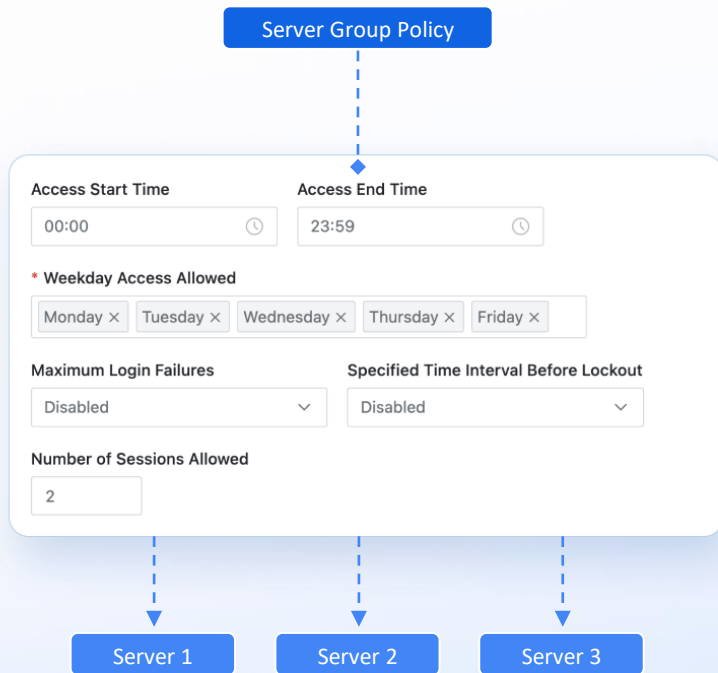 Server Group Policy
Access Start Time Access End Time
00:00 23:59
* Weekday Access Allowed
Monday × Tuesday × Wednesday × Thursday × Friday ×
Maximum Login Failures Specified Time Interval Before Lockout
Disabled Disabled
Number of Sessions Allowed
2
Server 1 Server 2 Server 3